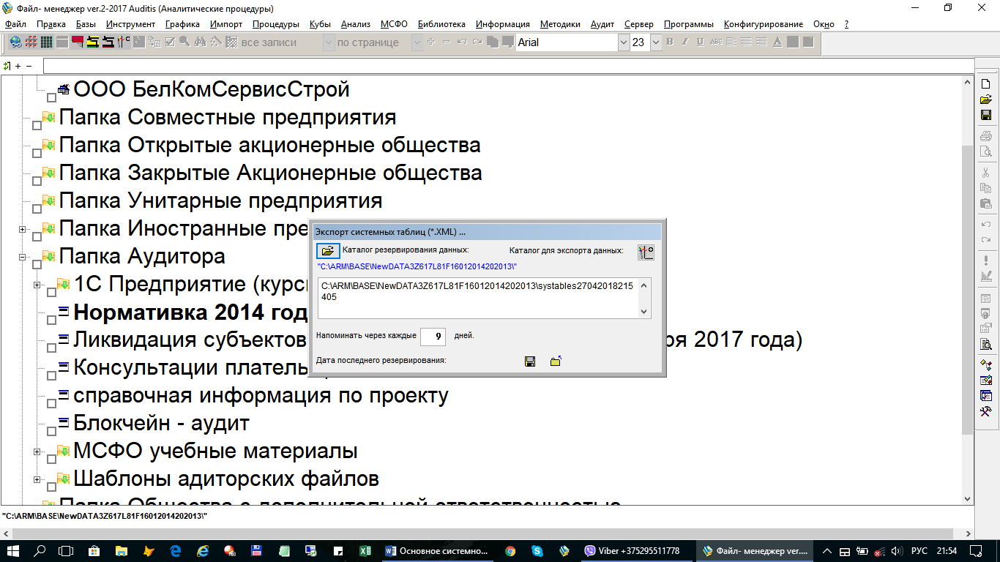 Файл- менеджер ver.2-2017 Auditis (Аналитические процедуры)
Файл Правка Базы Инструмент Графика Импорт Процедуры Кубы Анализ МСФО Библиотека Информация Методики Аудит Сервер Программы Конфигурирование Окно ?
все записи по странице Arial 23 B I U ABC A
+ −
ООО БелКомСервисСтрой
Папка Совместные предприятия
Папка Открытые акционерные общества
Папка Закрытые Акционерные общества
Папка Унитарные предприятия
Папка Иностранные пре
Папка Аудитора
1С Предприятие (курс
Нормативка 2014 год
Ликвидация субъектов ря 2017 года)
Консультации плател
справочная информация по проекту
Блокчейн - аудит
МСФО учебные материалы
Шаблоны адиторских файлов
Папка Общества с дополнительной ответственностью
Экспорт системных таблиц (*.XML) ...
Каталог резервирования данных: Каталог для экспорта данных:
"C:\ARM\BASE\NewDATA3Z617L81F16012014202013\"
C:\ARM\BASE\NewDATA3Z617L81F16012014202013\systables27042018215
405
Напоминать через каждые 9 дней.
Дата последнего резервирования:
"C:\ARM\BASE\NewDATA3Z617L81F16012014202013\"
Основное системно... Viber +375295511778 Файл- менеджер ver.... РУС 21:54